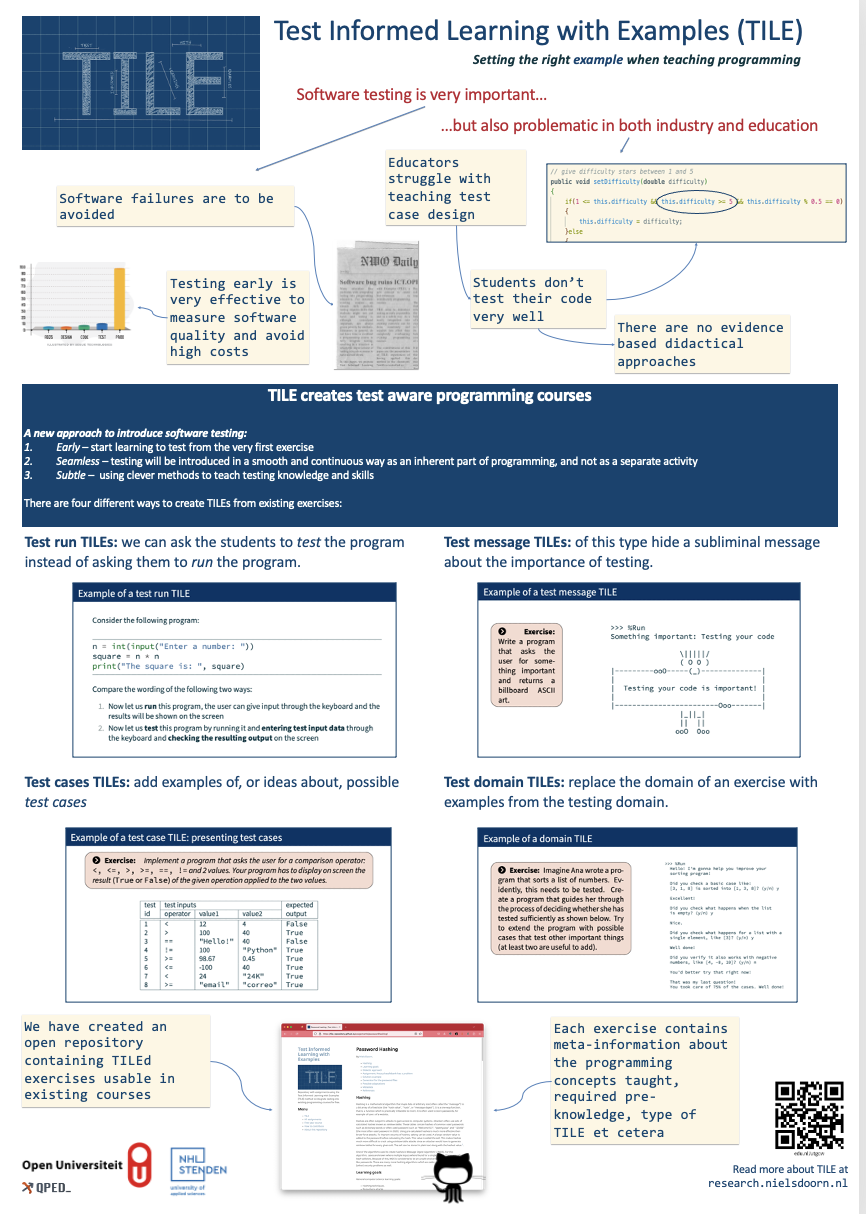 TILE
Test Informed Learning with Examples (TILE)
Setting the right example when teaching programming
Software testing is very important...
...but also problematic in both industry and education
Software failures are to be
avoided
Educators
struggle with
teaching test
case design
// give difficulty stars between 1 and 5
public void setDifficulty(double difficulty)
{
if(1 <= this.difficulty && this.difficulty >= 5 && this.difficulty % 0.5 == 0)
{
this.difficulty = difficulty;
}else
{
Testing early is
very effective to
measure software
quality and avoid
high costs
NWO Daily
Software bug ruins ICT.OPEN
Students don't
test their code
very well
There are no evidence
based didactical
approaches
TILE creates test aware programming courses
A new approach to introduce software testing:
1. Early – start learning to test from the very first exercise
2. Seamless – testing will be introduced in a smooth and continuous way as an inherent part of programming, and not as a separate activity
3. Subtle – using clever methods to teach testing knowledge and skills
There are four different ways to create TILEs from existing exercises:
Test run TILEs: we can ask the students to test the program
instead of asking them to run the program.
Example of a test run TILE
Consider the following program:
n = int(input("Enter a number: "))
square = n * n
print("The square is: ", square)
Compare the wording of the following two ways:
1. Now let us run this program, the user can give input through the keyboard and the
results will be shown on the screen
2. Now let us test this program by running it and entering test input data through
the keyboard and checking the resulting output on the screen
Test message TILEs: of this type hide a subliminal message
about the importance of testing.
Example of a test message TILE
Exercise:
Write a program
that asks the
user for some-
thing important
and returns a
billboard ASCII
art.
>>> %Run
Something important: Testing your code
\|||||/
( O O )
|--------ooO-----(_)--------------|
| |
| Testing your code is important! |
| |
|----------------------Ooo--------|
|_||_|
|| ||
ooO Ooo
Test cases TILEs: add examples of, or ideas about, possible
test cases
Example of a test case TILE: presenting test cases
Exercise: Implement a program that asks the user for a comparison operator:
<, <=, >, >=, ==, != and 2 values. Your program has to display on screen the
result (True or False) of the given operation applied to the two values.
test test inputs expected
id operator value1 value2 output
1 < 12 4 False
2 > 100 40 True
3 == "Hello!" 40 False
4 != 100 "Python" True
5 >= 98.67 0.45 True
6 <= -100 40 True
7 < 24 "24K" True
8 >= "email" "correo" True
Test domain TILEs: replace the domain of an exercise with
examples from the testing domain.
Example of a domain TILE
Exercise: Imagine Ana wrote a pro-
gram that sorts a list of numbers. Ev-
idently, this needs to be tested. Cre-
ate a program that guides her through
the process of deciding whether she has
tested sufficiently as shown below. Try
to extend the program with possible
cases that test other important things
(at least two are useful to add).
>>> %Run
Hello! I'm gonna help you improve your
sorting program!
Did you check a basic case like:
[3, 1, 8] is sorted into [1, 3, 8]? (y/n) y
Excellent!
Did you check what happens when the list
is empty? (y/n) y
Nice.
Did you check what happens for a list with a
single element, like [3]? (y/n) y
Well done!
Did you verify it also works with negative
numbers, like [4, -8, 10]? (y/n) n
You'd better try that right now!
That was my last question!
You took care of 75% of the cases. Well done!
We have created an
open repository
containing TILEd
exercises usable in
existing courses
Test Informed
Learning with
Examples
TILE
Menu
Password Hashing
Hashing
Learning goals
Each exercise contains
meta-information about
the programming
concepts taught,
required pre-
knowledge, type of
TILE et cetera
Open Universiteit
QPED_
NHL
STENDEN
university of
applied sciences
edu.nl/utgcw
Read more about TILE at
research.nielsdoorn.nl